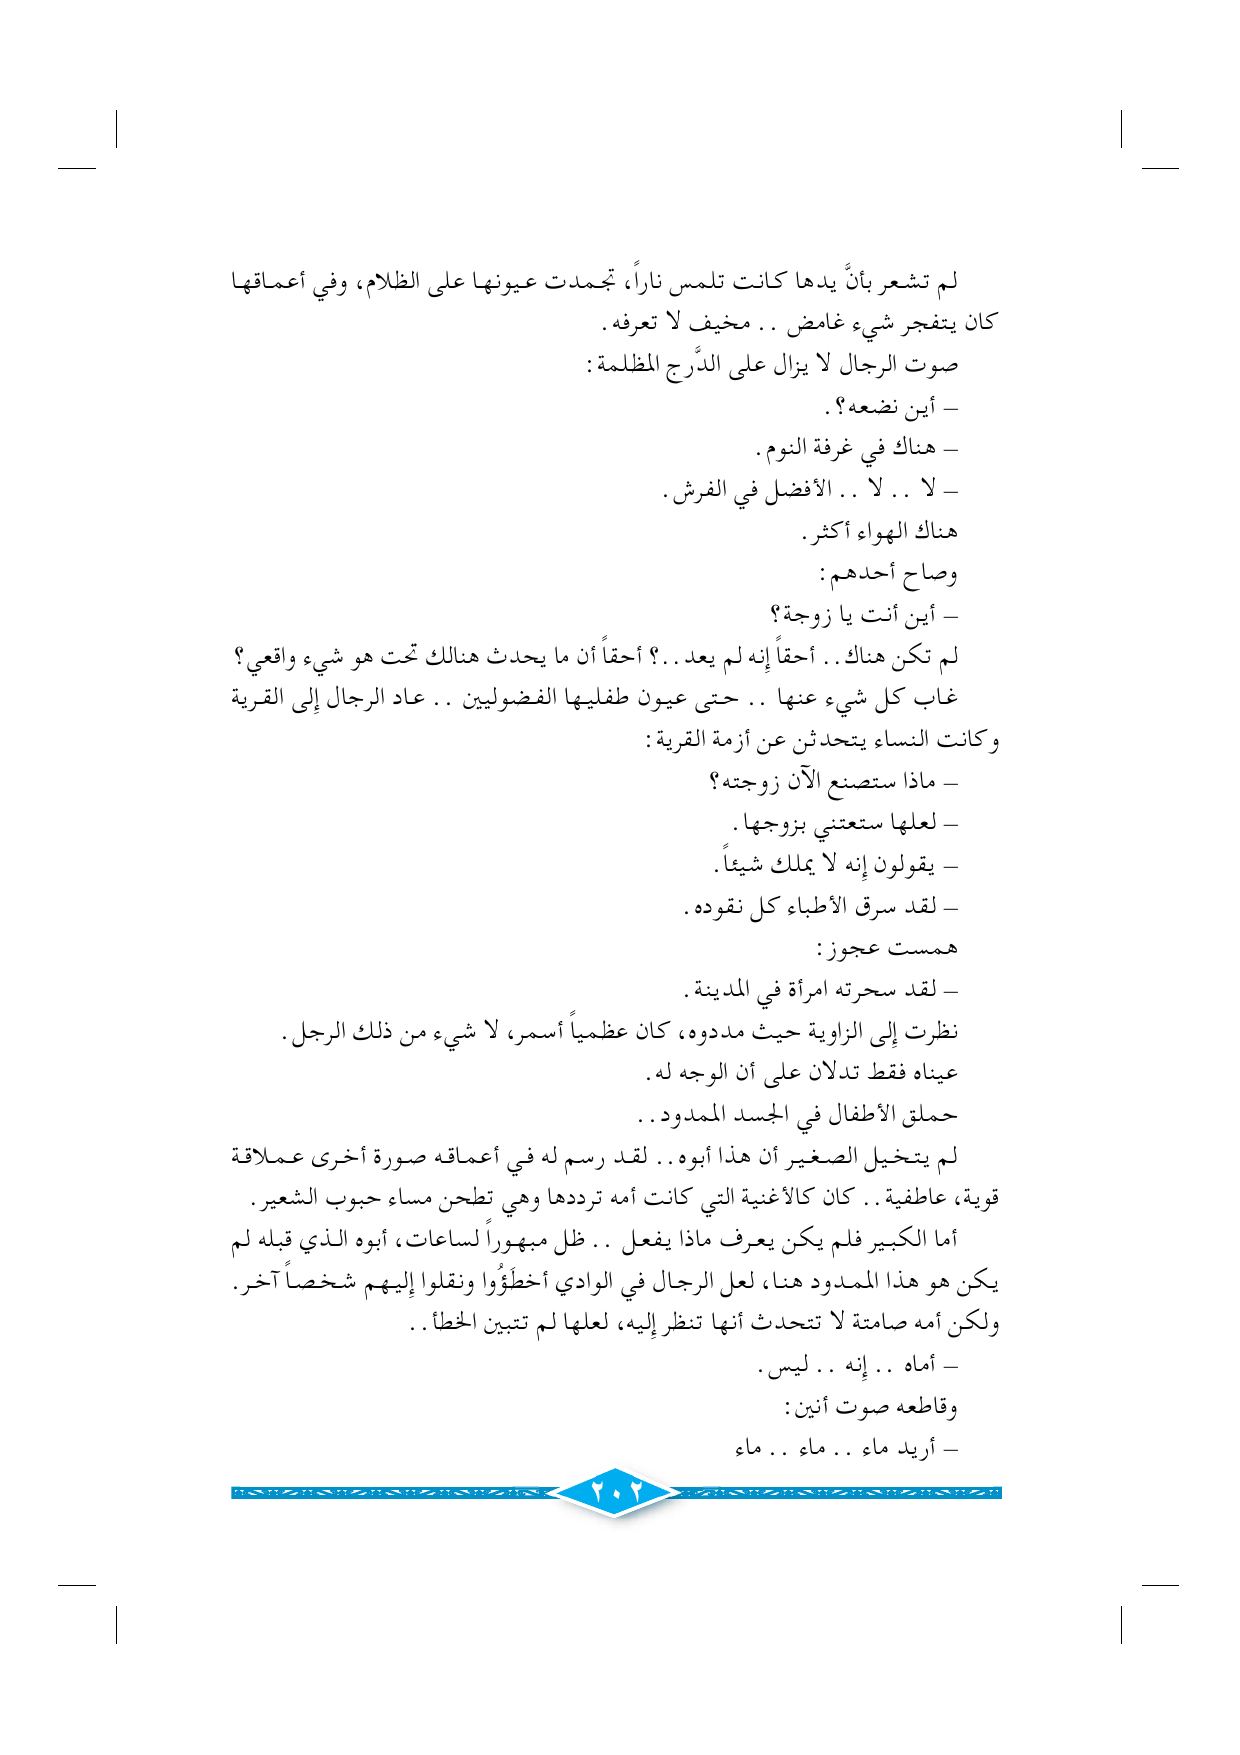 لم تشعر بأنَّ يدها كانت تلمس ناراً، تجمدت عيونها على الظلام، وفي أعماقها
كان يتفجر شيء غامض .. مخيف لا تعرفه.
صوت الرجال لا يزال على الدَّرج المظلمة:
– أين نضعه؟.
– هناك في غرفة النوم.
– لا .. لا .. الأفضل في الفرش.
هناك الهواء أكثر.
وصاح أحدهم:
– أين أنت يا زوجة؟
لم تكن هناك.. أحقاً إِنه لم يعد..؟ أحقاً أن ما يحدث هنالك تحت هو شيء واقعي؟
غاب كل شيء عنها .. حتى عيون طفليها الفضوليين .. عاد الرجال إِلى القرية
وكانت النساء يتحدثن عن أزمة القرية:
– ماذا ستصنع الآن زوجته؟
– لعلها ستعتني بزوجها.
– يقولون إِنه لا يملك شيئاً.
– لقد سرق الأطباء كل نقوده.
همست عجوز:
– لقد سحرته امرأة في المدينة.
نظرت إِلى الزاوية حيث مددوه، كان عظمياً أسمر، لا شيء من ذلك الرجل.
عيناه فقط تدلان على أن الوجه له.
حملق الأطفال في الجسد الممدود..
لم يتخيل الصغير أن هذا أبوه.. لقد رسم له في أعماقه صورة أخرى عملاقة
قوية، عاطفية.. كان كالأغنية التي كانت أمه ترددها وهي تطحن مساء حبوب الشعير.
أما الكبير فلم يكن يعرف ماذا يفعل .. ظل مبهوراً لساعات، أبوه الذي قبله لم
يكن هو هذا الممدود هنا، لعل الرجال في الوادي أخطَؤُوا ونقلوا إِليهم شخصاً آخر.
ولكن أمه صامتة لا تتحدث أنها تنظر إِليه، لعلها لم تتبين الخطأ..
– أماه .. إِنه .. ليس.
وقاطعه صوت أنين:
– أريد ماء .. ماء .. ماء
٢٠٢